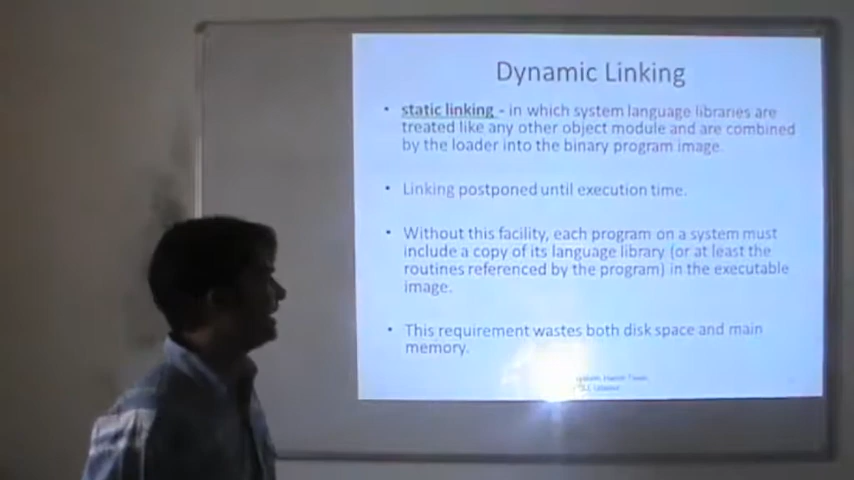 Dynamic Linking
• static linking - in which system language libraries are
treated like any other object module and are combined
by the loader into the binary program image.
• Linking postponed until execution time.
• Without this facility, each program on a system must
include a copy of its language library (or at least the
routines referenced by the program) in the executable
image.
• This requirement wastes both disk space and main
memory.